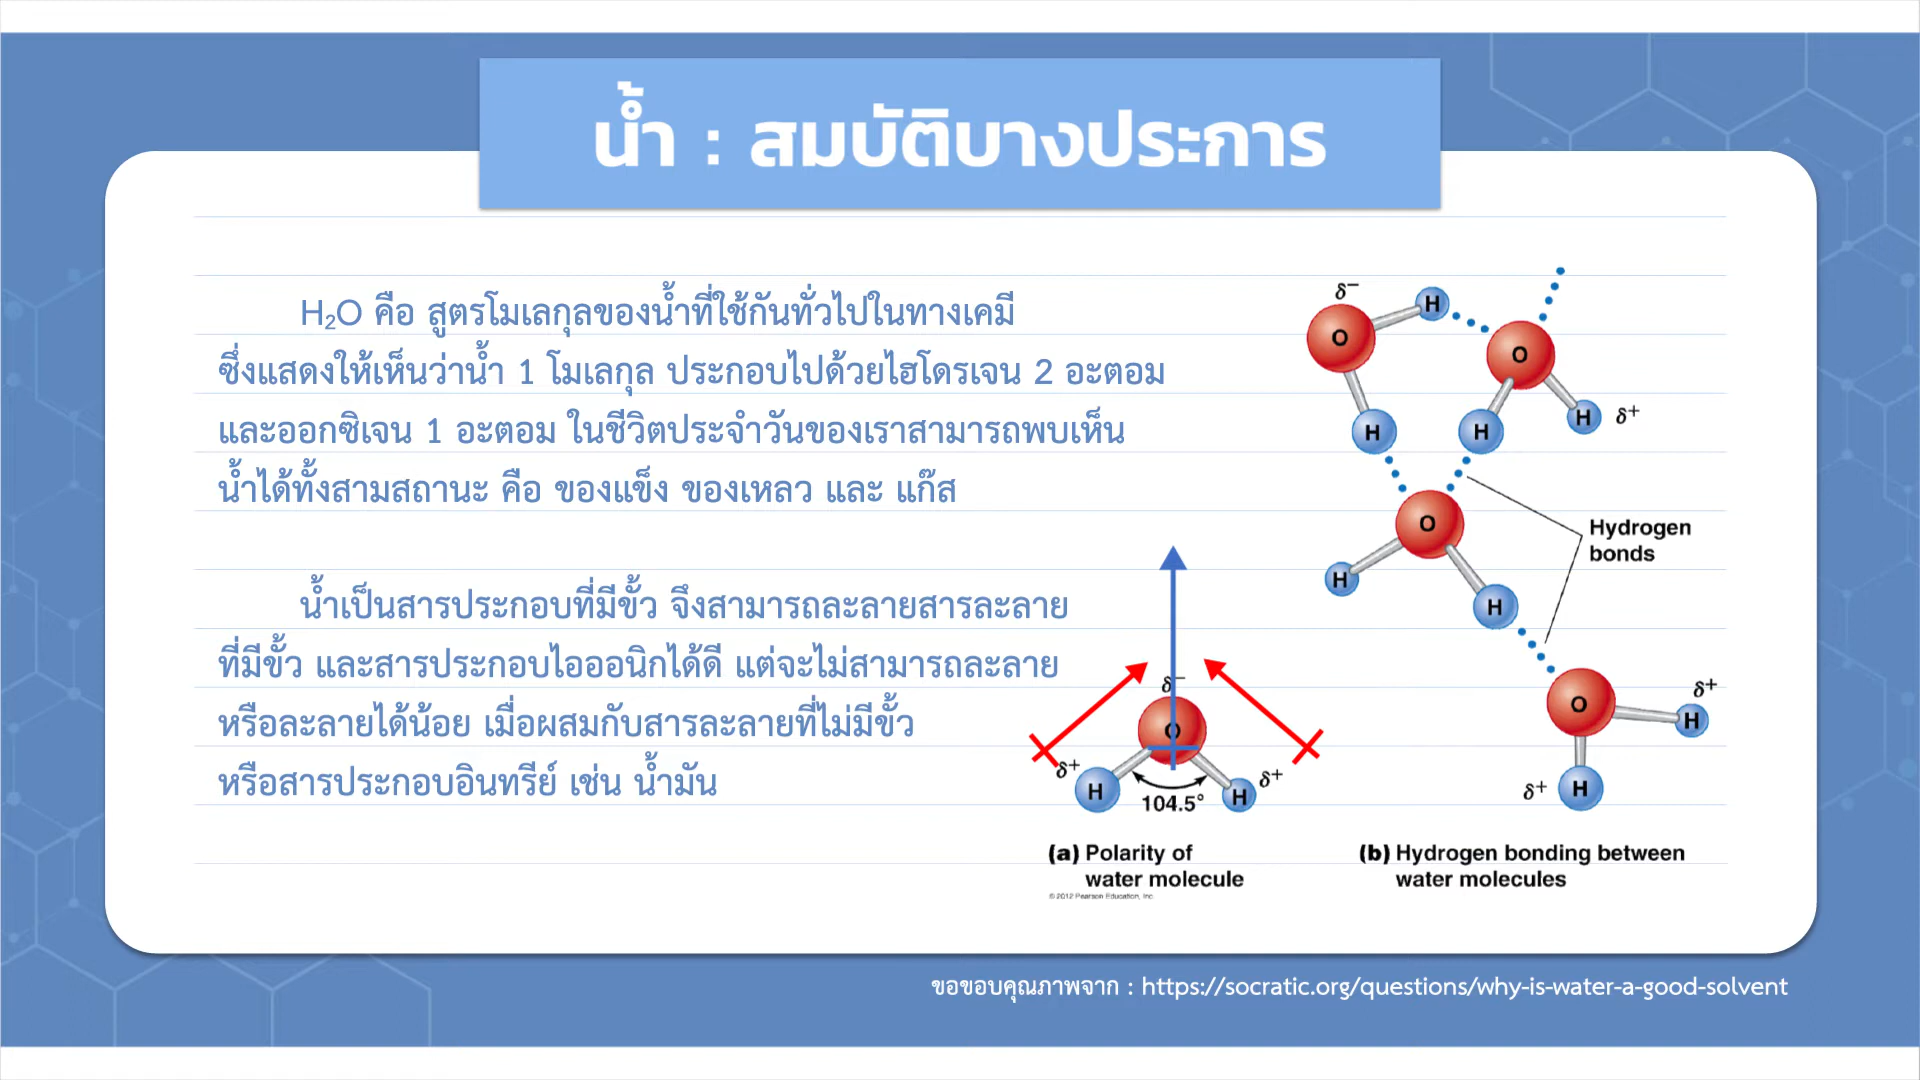 น้ำ : สมบัติบางประการ
H₂O คือ สูตรโมเลกุลของน้ำที่ใช้กันทั่วไปในทางเคมี
ซึ่งแสดงให้เห็นว่าน้ำ 1 โมเลกุล ประกอบไปด้วยไฮโดรเจน 2 อะตอม
และออกซิเจน 1 อะตอม ในชีวิตประจำวันของเราสามารถพบเห็น
น้ำได้ทั้งสามสถานะ คือ ของแข็ง ของเหลว และ แก๊ส
น้ำเป็นสารประกอบที่มีขั้ว จึงสามารถละลายสารละลาย
ที่มีขั้ว และสารประกอบไอออนิกได้ดี แต่จะไม่สามารถละลาย
หรือละลายได้น้อย เมื่อผสมกับสารละลายที่ไม่มีขั้ว
หรือสารประกอบอินทรีย์ เช่น น้ำมัน
δ−
O
δ+
H
δ+
H
104.5°
(a) Polarity of
water molecule
© 2012 Pearson Education, Inc.
δ−
H
O
O
H
H
H
δ+
O
Hydrogen
bonds
H
H
O
δ+
H
δ+
H
(b) Hydrogen bonding between
water molecules
ขอขอบคุณภาพจาก : https://socratic.org/questions/why-is-water-a-good-solvent